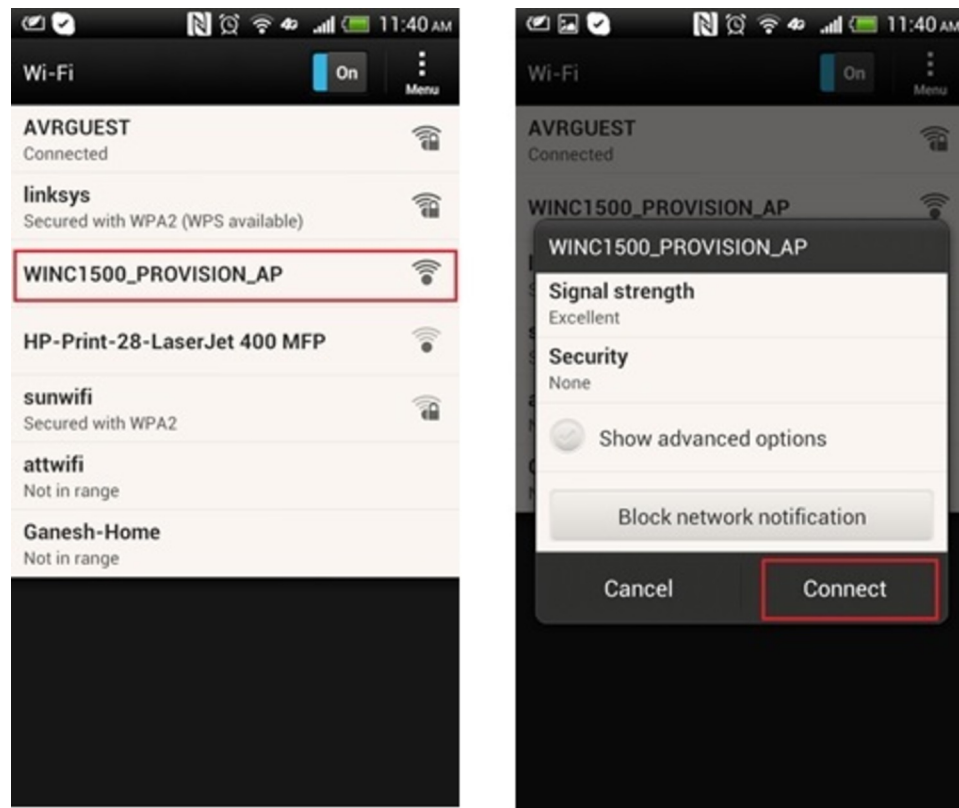 11:40 AM
Wi-Fi
On
Menu
AVRGUEST
Connected
linksys
Secured with WPA2 (WPS available)
WINC1500_PROVISION_AP
HP-Print-28-LaserJet 400 MFP
sunwifi
Secured with WPA2
attwifi
Not in range
Ganesh-Home
Not in range
11:40 AM
Wi-Fi
On
Menu
AVRGUEST
Connected
WINC1500_PROVISION_AP
WINC1500_PROVISION_AP
Signal strength
Excellent
Security
None
Show advanced options
Block network notification
Cancel
Connect